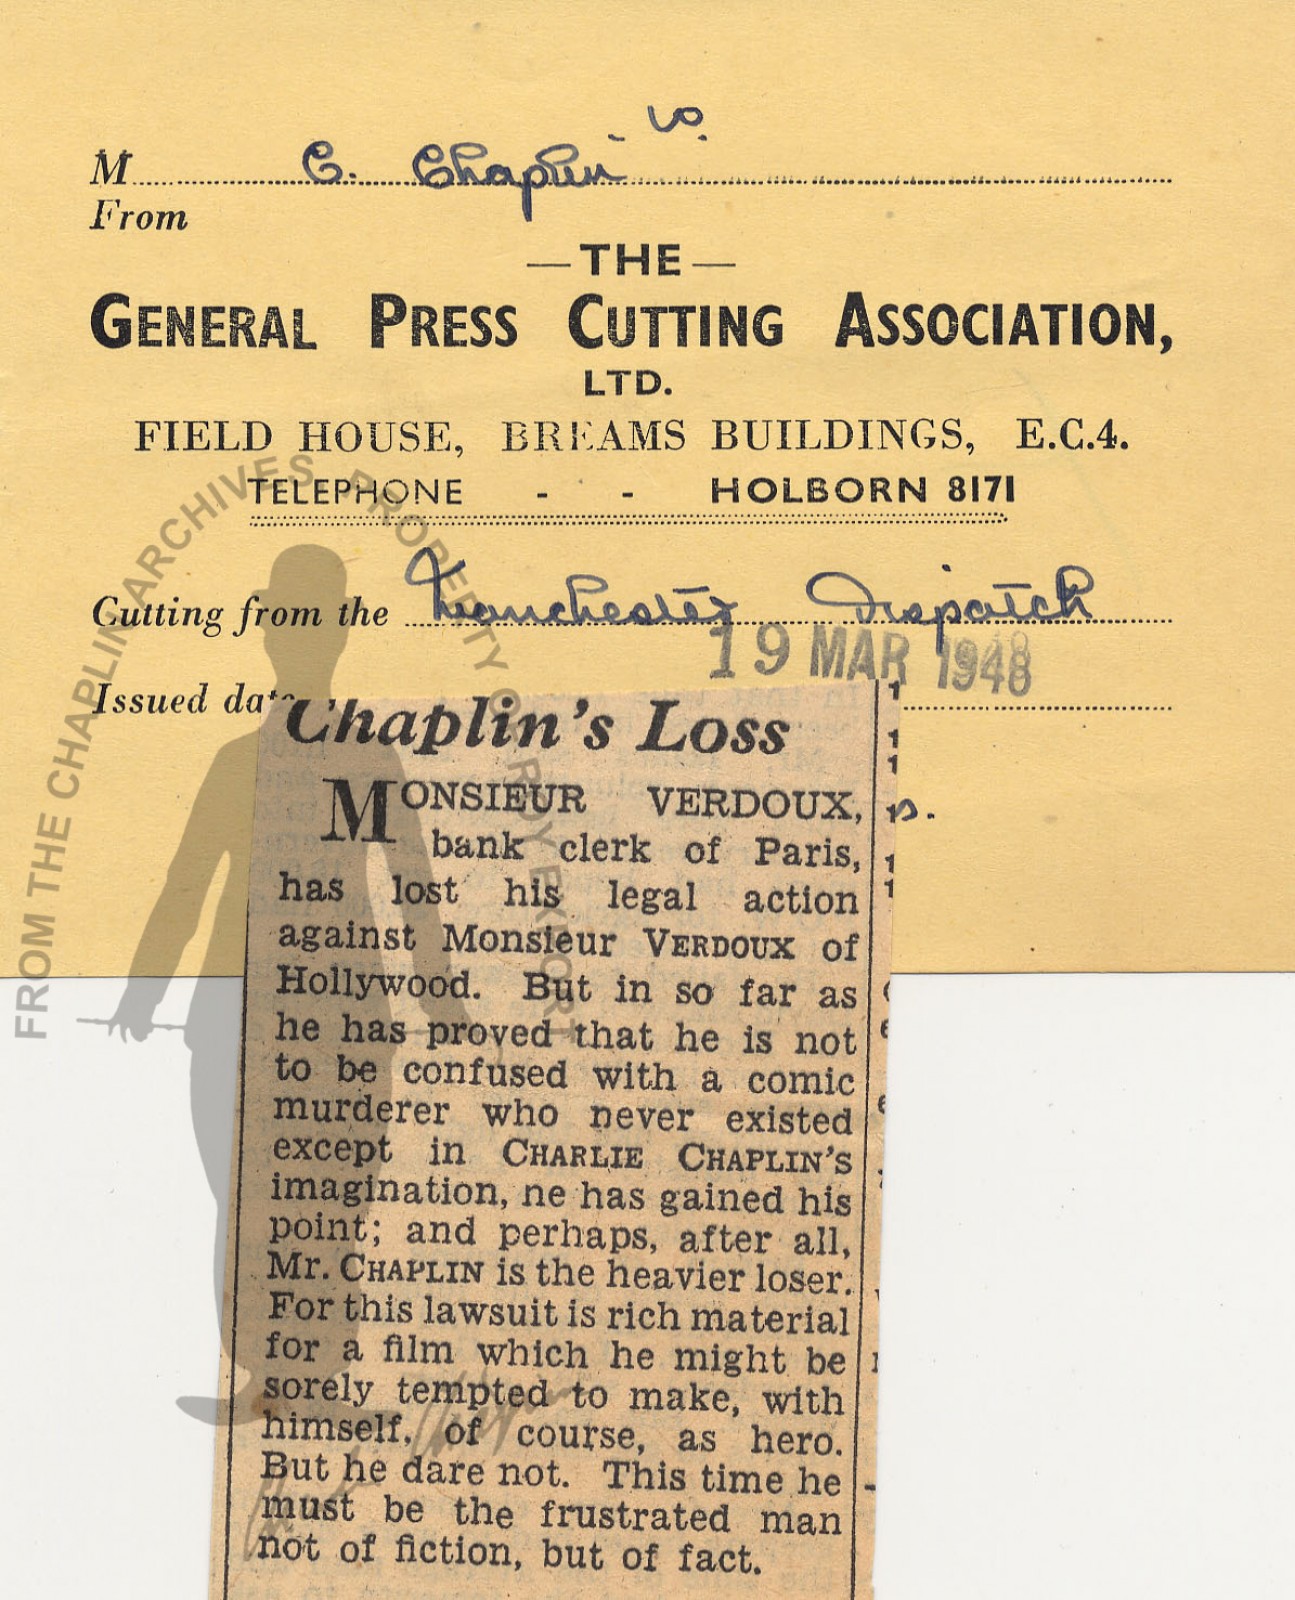 M C. Chaplin
From
— THE —
GENERAL PRESS CUTTING ASSOCIATION,
LTD.
FIELD HOUSE, BREAMS BUILDINGS, E.C.4.
TELEPHONE - - HOLBORN 8171
Cutting from the Manchester Dispatch
19 MAR 1948
Issued
Chaplin's Loss
MONSIEUR VERDOUX,
bank clerk of Paris,
has lost his legal action
against Monsieur VERDOUX of
Hollywood. But in so far as
he has proved that he is not
to be confused with a comic
murderer who never existed
except in CHARLIE CHAPLIN'S
imagination, ne has gained his
point; and perhaps, after all,
Mr. CHAPLIN is the heavier loser.
For this lawsuit is rich material
for a film which he might be
sorely tempted to make, with
himself, of course, as hero.
But he dare not. This time he
must be the frustrated man
not of fiction, but of fact.
FROM THE CHAPLIN ARCHIVES PROPERTY OF ROY EXPORT